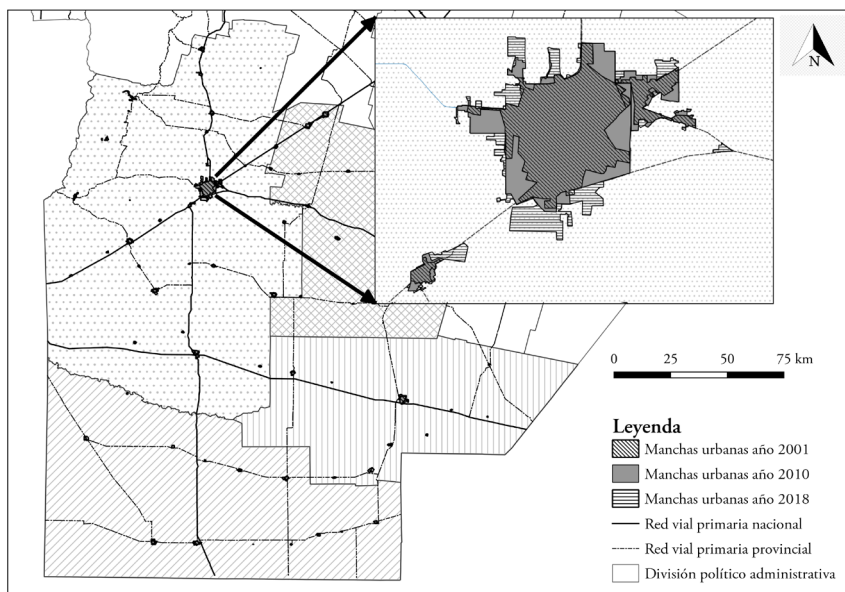 N
0 25 50 75 km
Leyenda
Manchas urbanas año 2001
Manchas urbanas año 2010
Manchas urbanas año 2018
Red vial primaria nacional
Red vial primaria provincial
División político administrativa